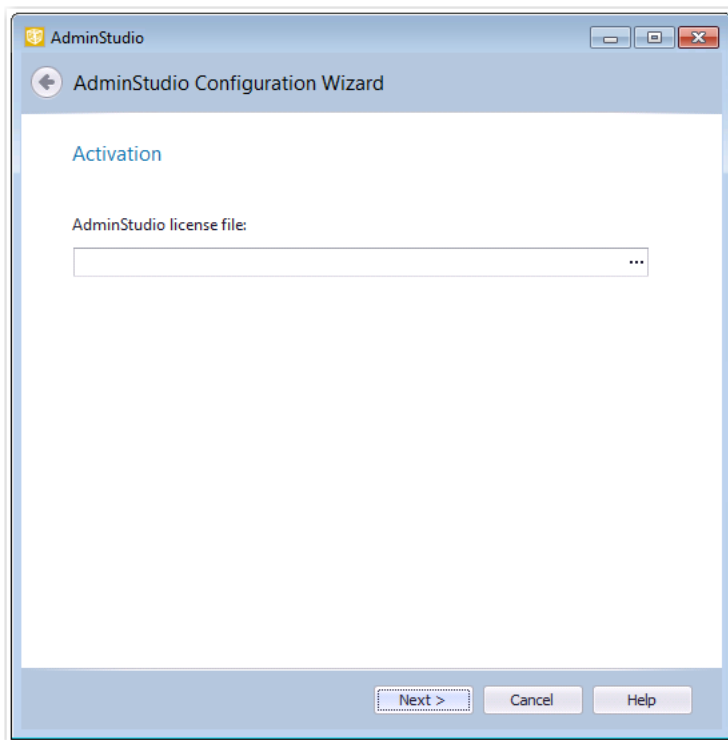 AdminStudio
AdminStudio Configuration Wizard
Activation
AdminStudio license file:
...
Next >
Cancel
Help